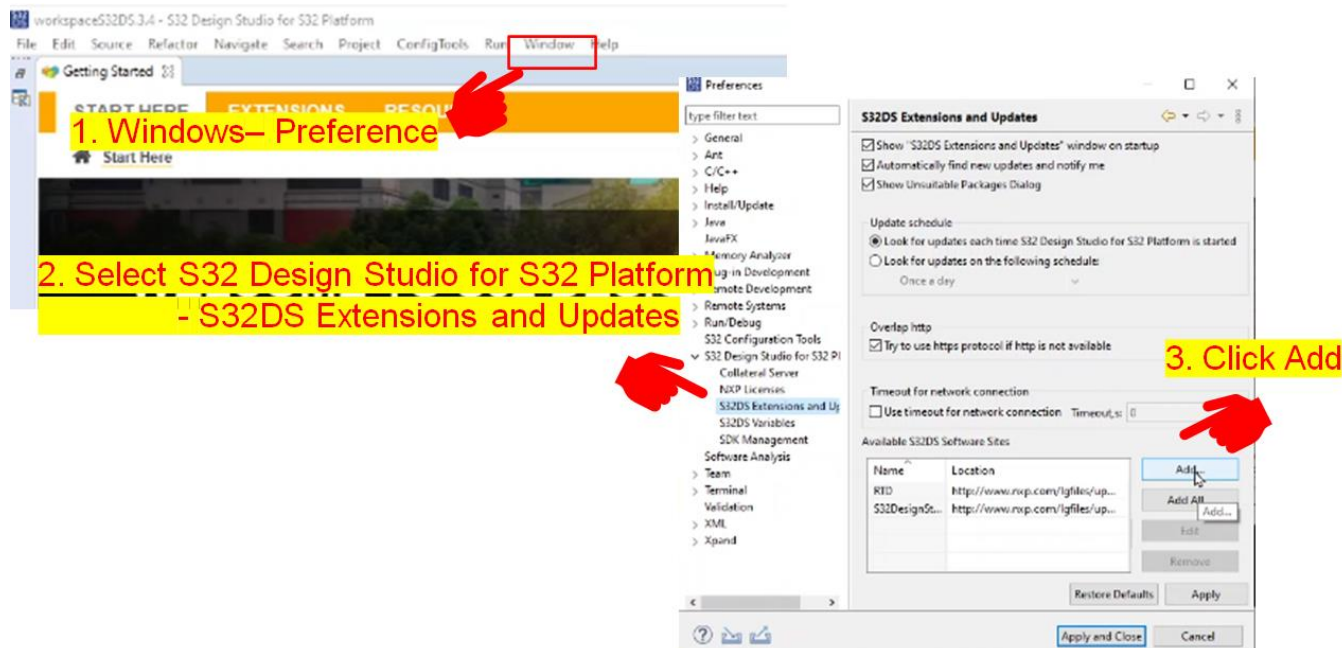 workspaceS32DS.3.4 - S32 Design Studio for S32 Platform
File Edit Source Refactor Navigate Search Project ConfigTools Run Window Help
Getting Started
START HERE EXTENSIONS
1. Windows– Preference
Start Here
2. Select S32 Design Studio for S32 Platform
- S32DS Extensions and Updates
Preferences
type filter text
General
Ant
C/C++
Help
Install/Update
Java
JavaFX
Memory Analyzer
Remote Systems
Run/Debug
S32 Configuration Tools
S32 Design Studio for S32 Pl
Collateral Server
NXP Licenses
S32DS Extensions and Up
S32DS Variables
SDK Management
Software Analysis
Team
Terminal
Validation
XML
Xpand
S32DS Extensions and Updates
Show "S32DS Extensions and Updates" window on startup
Automatically find new updates and notify me
Show Unsuitable Packages Dialog
Update schedule
Look for updates each time S32 Design Studio for S32 Platform is started
Look for updates on the following schedule:
Once a day
Overlap http
Try to use https protocol if http is not available
3. Click Add
Timeout for network connection
Use timeout for network connection Timeout,s: 0
Available S32DS Software Sites
Name Location
RTD http://www.nxp.com/lgfiles/up...
S32DesignSt... http://www.nxp.com/lgfiles/up...
Add...
Add All
Add...
Edit
Remove
Restore Defaults Apply
Apply and Close Cancel